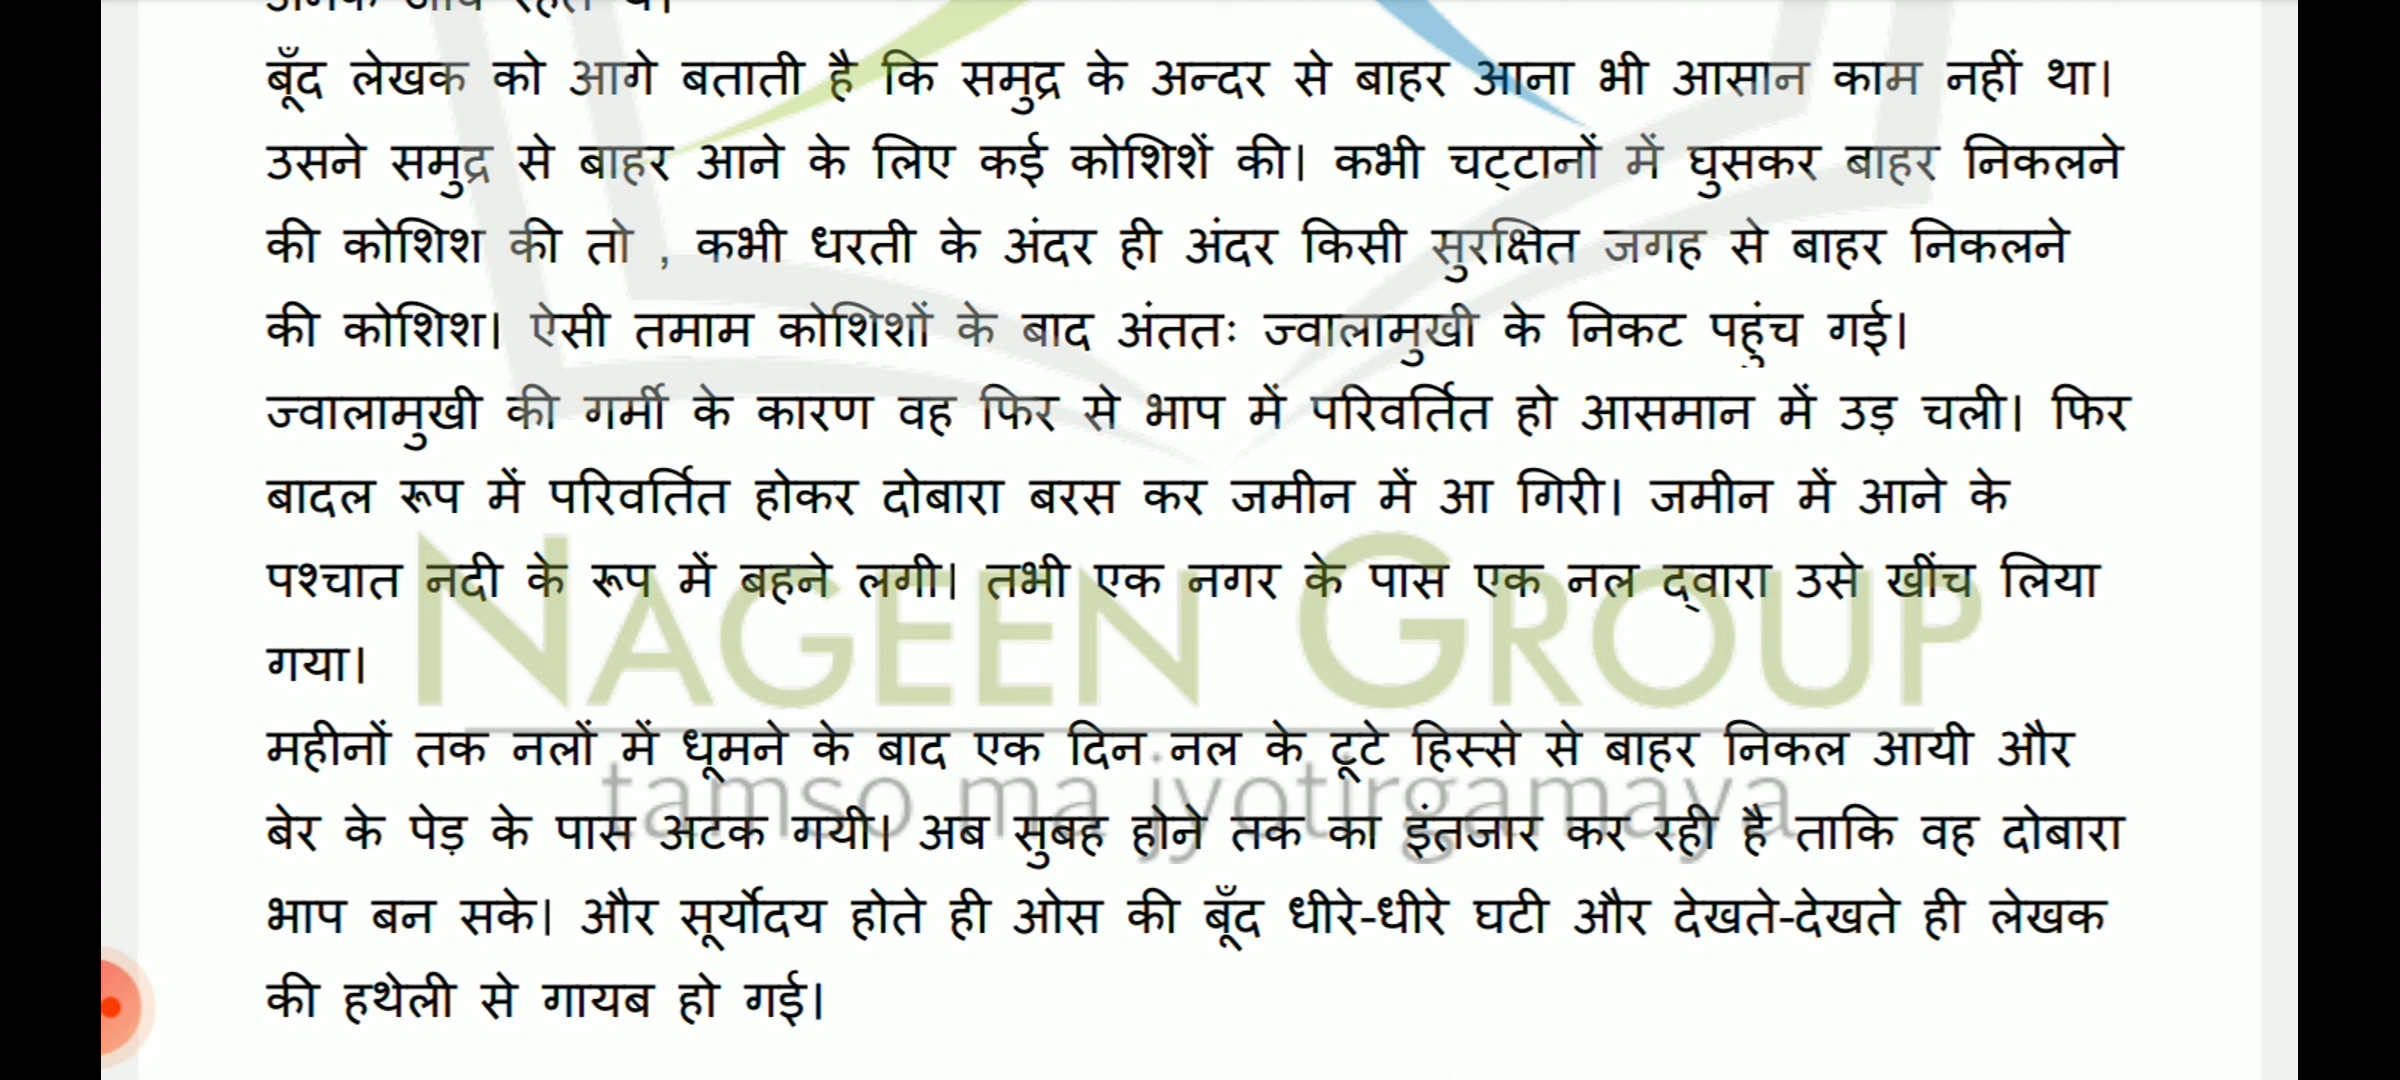 बूँद लेखक को आगे बताती है कि समुद्र के अन्दर से बाहर आना भी आसान काम नहीं था।
उसने समुद्र से बाहर आने के लिए कई कोशिशें की। कभी चट्टानों में घुसकर बाहर निकलने
की कोशिश की तो , कभी धरती के अंदर ही अंदर किसी सुरक्षित जगह से बाहर निकलने
की कोशिश। ऐसी तमाम कोशिशों के बाद अंततः ज्वालामुखी के निकट पहुंच गई।
ज्वालामुखी की गर्मी के कारण वह फिर से भाप में परिवर्तित हो आसमान में उड़ चली। फिर
बादल रूप में परिवर्तित होकर दोबारा बरस कर जमीन में आ गिरी। जमीन में आने के
पश्चात नदी के रूप में बहने लगी। तभी एक नगर के पास एक नल द्वारा उसे खींच लिया
गया।
NAGEEN GROUP
महीनों तक नलों में धूमने के बाद एक दिन नल के टूटे हिस्से से बाहर निकल आयी और
tamso ma jyotirgamaya
बेर के पेड़ के पास अटक गयी। अब सुबह होने तक का इंतजार कर रही है ताकि वह दोबारा
भाप बन सके। और सूर्योदय होते ही ओस की बूँद धीरे-धीरे घटी और देखते-देखते ही लेखक
की हथेली से गायब हो गई।